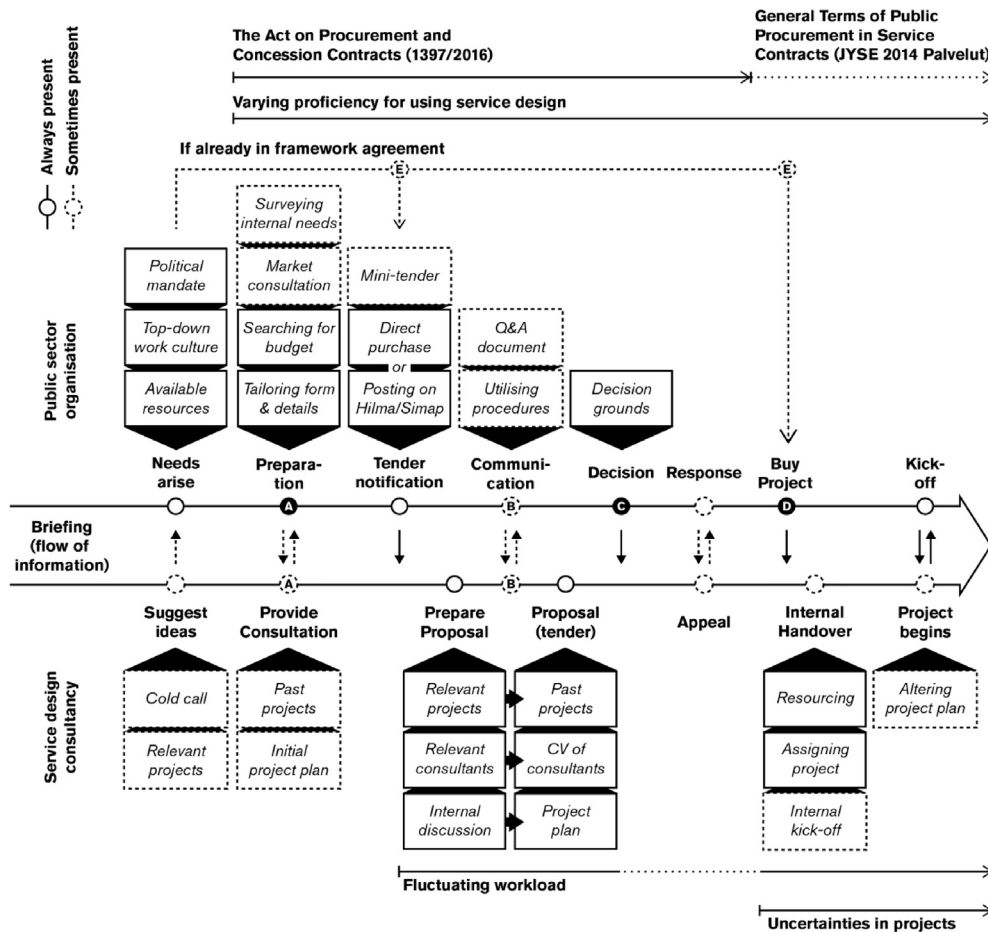 General Terms of Public
Procurement in Service
Contracts (JYSE 2014 Palvelut)
The Act on Procurement and
Concession Contracts (1397/2016)
Varying proficiency for using service design
Always present
Sometimes present
If already in framework agreement
E
E
Public sector
organisation
Political
mandate
Top-down
work culture
Available
resources
Surveying
internal needs
Market
consultation
Searching for
budget
Tailoring form
& details
Mini-tender
Direct
purchase
or
Posting on
Hilma/Simap
Q&A
document
Utilising
procedures
Decision
grounds
Needs
arise
Prepara-
tion
Tender
notification
Communi-
cation
Decision
Response
Buy
Project
Kick-
off
A
B
C
D
Briefing
(flow of
information)
A
B
Suggest
ideas
Provide
Consultation
Prepare
Proposal
Proposal
(tender)
Appeal
Internal
Handover
Project
begins
Service design
consultancy
Cold call
Relevant
projects
Past
projects
Initial
project plan
Relevant
projects
Relevant
consultants
Internal
discussion
Past
projects
CV of
consultants
Project
plan
Resourcing
Assigning
project
Internal
kick-off
Altering
project plan
Fluctuating workload
Uncertainties in projects